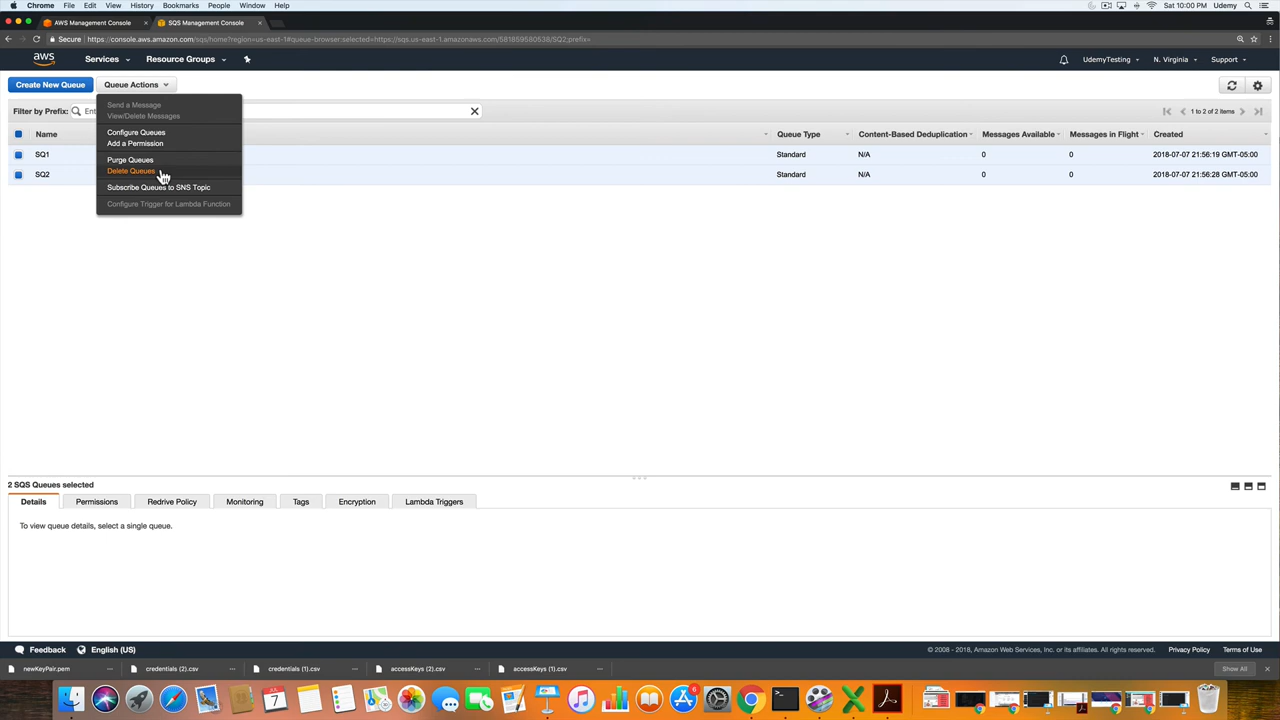 Chrome File Edit View History Bookmarks People Window Help Sat 10:00 PM Udemy
AWS Management Console SQS Management Console
Secure https://console.aws.amazon.com/sqs/home?region=us-east-1#queue-browser:selected=https://sqs.us-east-1.amazonaws.com/581859580638/SQ2;prefix=
aws Services Resource Groups UdemyTesting N. Virginia Support
Create New Queue Queue Actions
Send a Message
Filter by Prefix: Ent 1 to 2 of 2 items
View/Delete Messages
Configure Queues
Name Queue Type Content-Based Deduplication Messages Available Messages in Flight Created
Add a Permission
SQ1 Standard N/A 0 0 2018-07-07 21:56:19 GMT-05:00
Purge Queues
Delete Queues
SQ2 Standard N/A 0 0 2018-07-07 21:56:28 GMT-05:00
Subscribe Queues to SNS Topic
Configure Trigger for Lambda Function
2 SQS Queues selected
Details Permissions Redrive Policy Monitoring Tags Encryption Lambda Triggers
To view queue details, select a single queue.
Feedback English (US) © 2008 - 2018, Amazon Web Services, Inc. or its affiliates. All rights reserved. Privacy Policy Terms of Use
newKeyPair.pem credentials (2).csv credentials (1).csv accessKeys (2).csv accessKeys (1).csv Show All
7
6